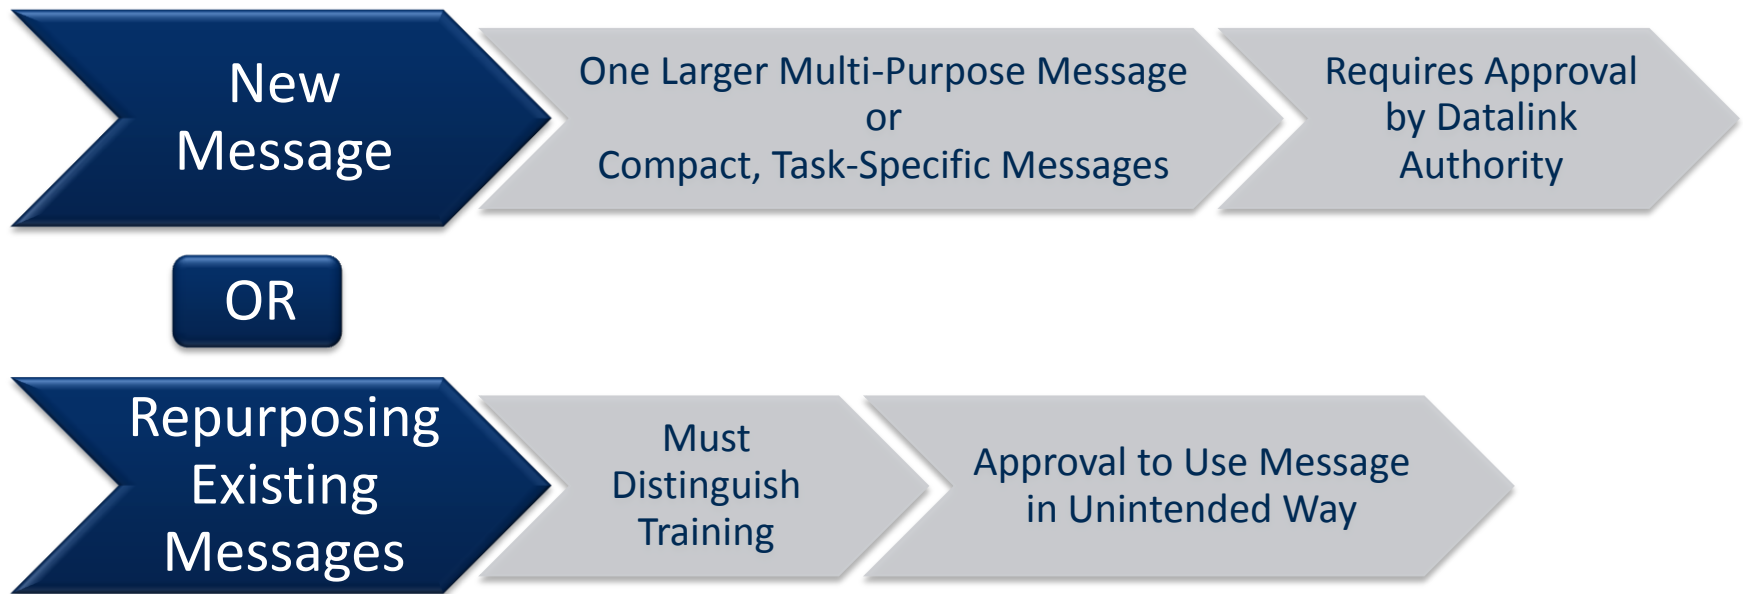 New
Message
One Larger Multi-Purpose Message
or
Compact, Task-Specific Messages
Requires Approval
by Datalink
Authority
OR
Repurposing
Existing
Messages
Must
Distinguish
Training
Approval to Use Message
in Unintended Way